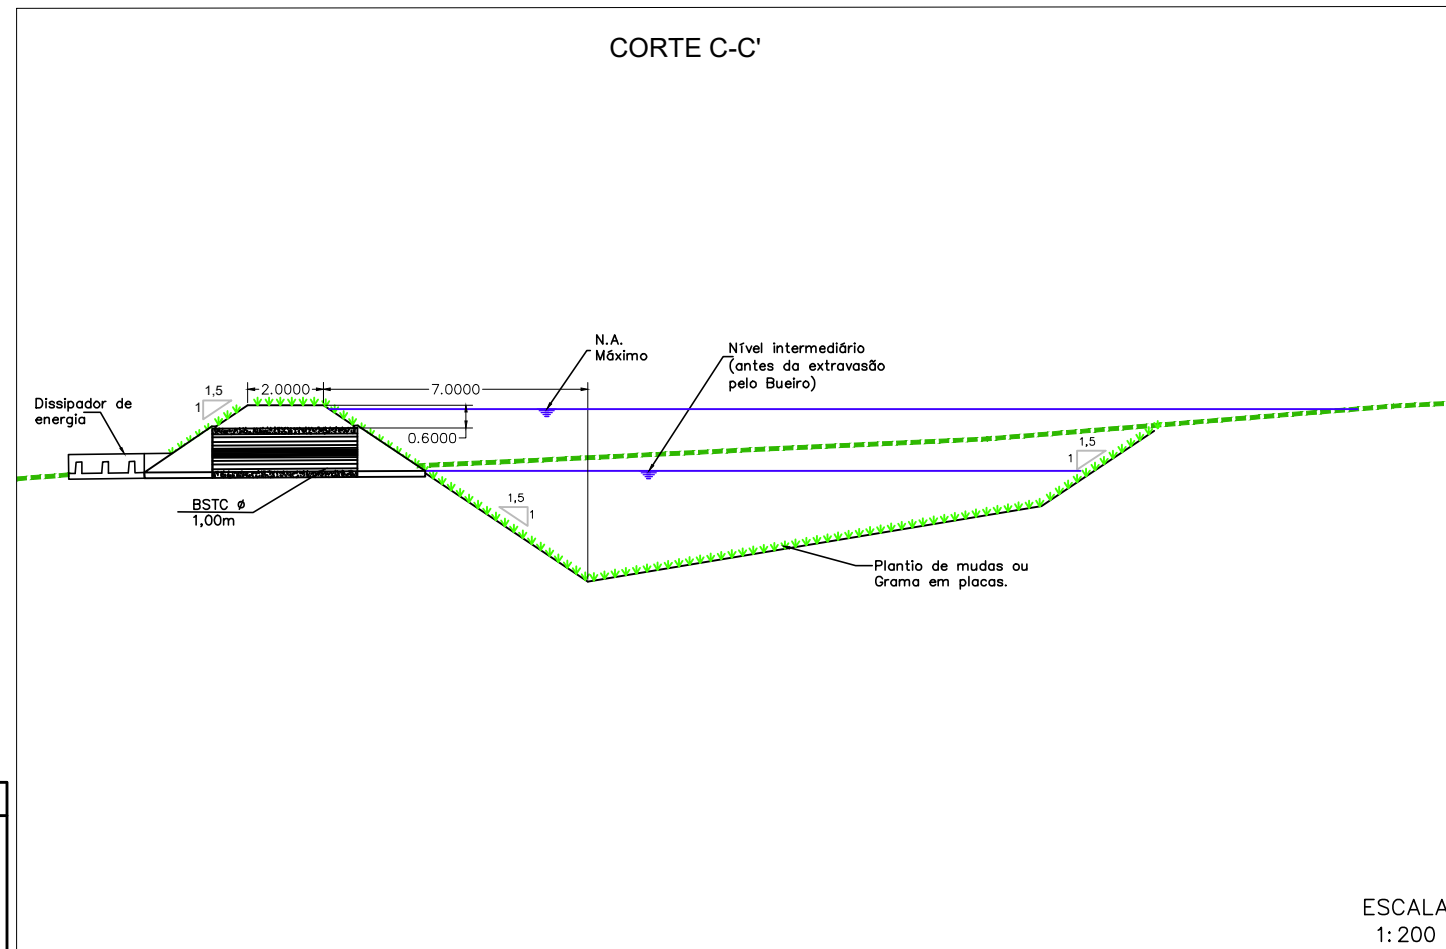 CORTE C-C'
N.A.
Máximo
Nível intermediário
(antes da extravasão
pelo Bueiro)
1,5
1
2.0000
7.0000
0.6000
Dissipador de
energia
BSTC ø
1,00m
1,5
1
1,5
1
Plantio de mudas ou
Grama em placas.
ESCALA
1:200